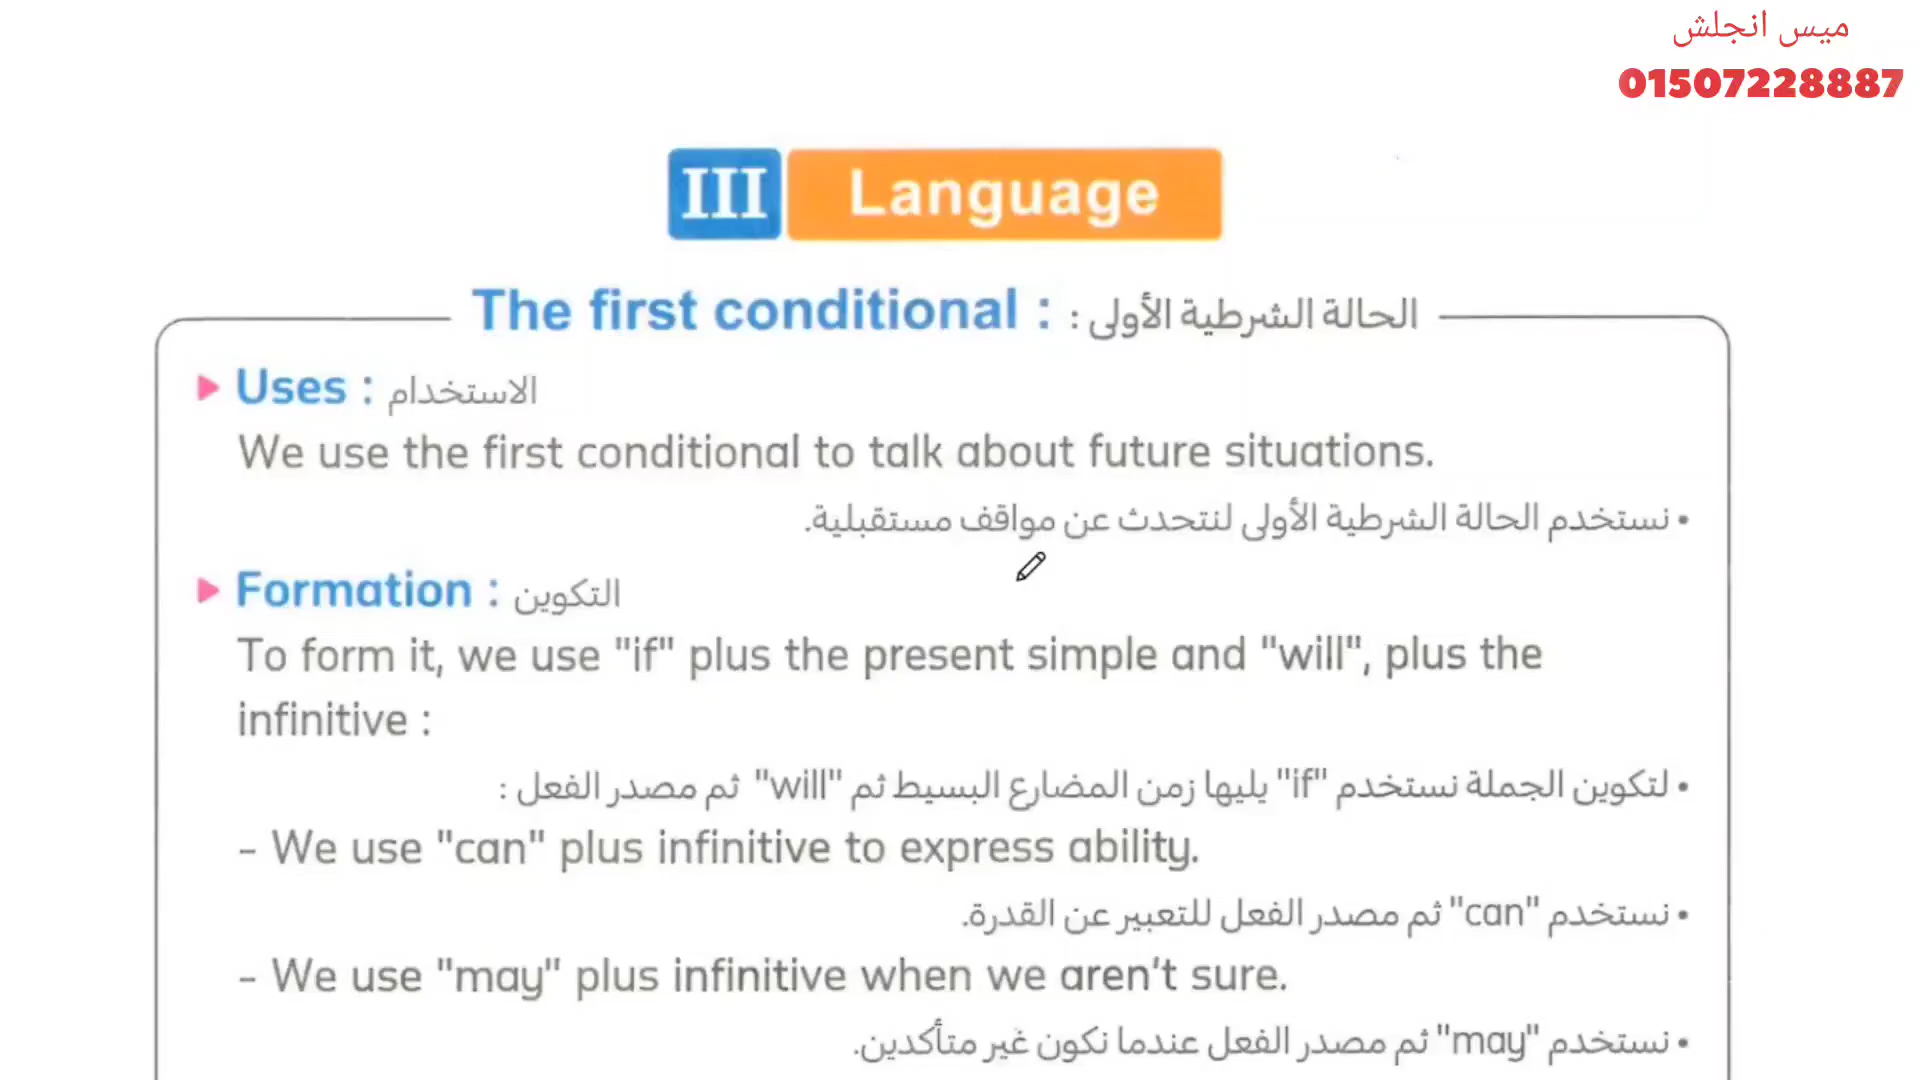 ميس انجلش
01507228887
III Language
The first conditional : الحالة الشرطية الأولى :
Uses : الاستخدام
We use the first conditional to talk about future situations.
• نستخدم الحالة الشرطية الأولى لنتحدث عن مواقف مستقبلية.
Formation : التكوين
To form it, we use "if" plus the present simple and "will", plus the
infinitive :
• لتكوين الجملة نستخدم "if" يليها زمن المضارع البسيط ثم "will" ثم مصدر الفعل :
- We use "can" plus infinitive to express ability.
• نستخدم "can" ثم مصدر الفعل للتعبير عن القدرة.
- We use "may" plus infinitive when we aren't sure.
• نستخدم "may" ثم مصدر الفعل عندما نكون غير متأكدين.